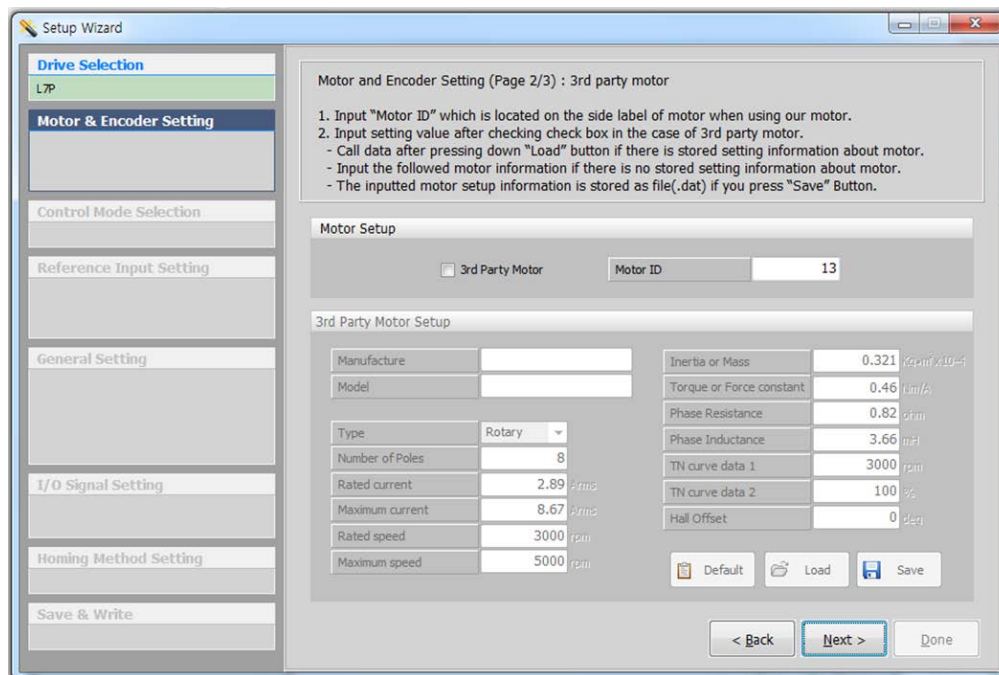 Setup Wizard
Drive Selection
L7P
Motor & Encoder Setting
Control Mode Selection
Reference Input Setting
General Setting
I/O Signal Setting
Homing Method Setting
Save & Write
Motor and Encoder Setting (Page 2/3) : 3rd party motor
1. Input “Motor ID” which is located on the side label of motor when using our motor.
2. Input setting value after checking check box in the case of 3rd party motor.
- Call data after pressing down “Load” button if there is stored setting information about motor.
- Input the followed motor information if there is no stored setting information about motor.
- The inputted motor setup information is stored as file(.dat) if you press “Save” Button.
Motor Setup
3rd Party Motor Motor ID 13
3rd Party Motor Setup
Manufacture
Model
Type Rotary
Number of Poles 8
Rated current 2.89 Arms
Maximum current 8.67 Arms
Rated speed 3000 rpm
Maximum speed 5000 rpm
Inertia or Mass 0.321
Torque or Force constant 0.46 Nm/A
Phase Resistance 0.82 ohm
Phase Inductance 3.66 mH
TN curve data 1 3000 rpm
TN curve data 2 100 %
Hall Offset 0 deg
Default Load Save
< Back Next > Done